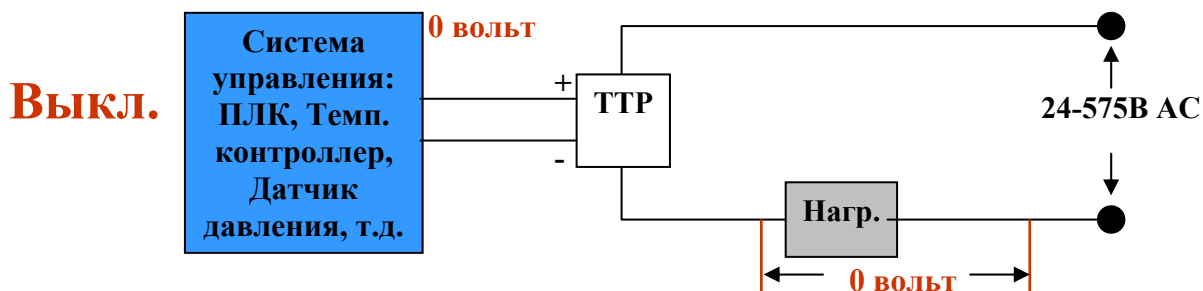 Выкл.
Система
управления:
ПЛК, Темп.
контроллер,
Датчик
давления, т.д.
0 вольт
+
-
ТТР
24-575В АС
Нагр.
0 вольт